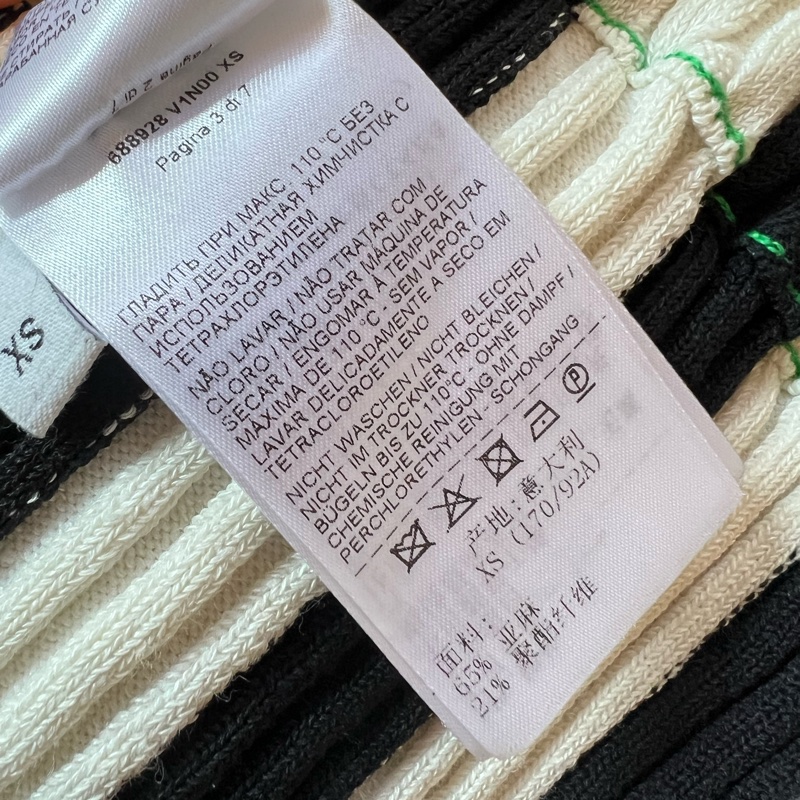 688928 V1N00 XS
Pagina 3 di 7
ГЛАДИТЬ ПРИ МАКС. 110 °C БЕЗ
ПАРА / ДЕЛИКАТНАЯ ХИМЧИСТКА С
ИСПОЛЬЗОВАНИЕМ
ТЕТРАХЛОРЭТИЛЕНА
NÃO LAVAR / NÃO TRATAR COM
CLORO / NÃO USAR MÁQUINA DE
SECAR / ENGOMAR À TEMPERATURA
MÁXIMA DE 110°C - SEM VAPOR /
LAVAR DELICADAMENTE A SECO EM
TETRACLOROETILENO
NICHT WASCHEN / NICHT BLEICHEN /
NICHT IM TROCKNER TROCKNEN /
BÜGELN BIS ZU 110°C - OHNE DAMPF /
CHEMISCHE REINIGUNG MIT
PERCHLORETHYLEN - SCHONGANG
P
产地: 意大利
XS (170/92A)
面料:
65% 亚麻
21% 聚酯纤维
XS